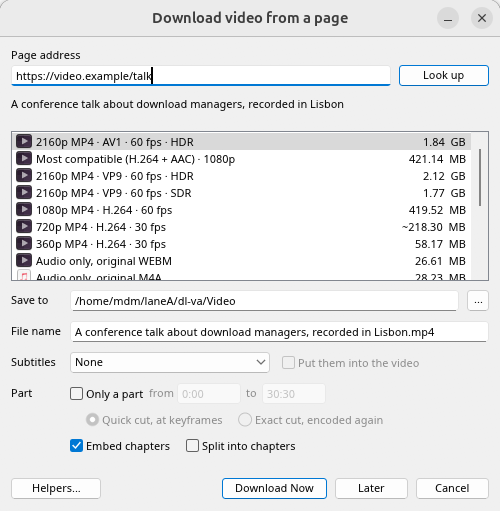 Download video from a page
Page address
https://video.example/talk
Look up
A conference talk about download managers, recorded in Lisbon
2160p MP4 · AV1 · 60 fps · HDR 1.84 GB
Most compatible (H.264 + AAC) · 1080p 421.14 MB
2160p MP4 · VP9 · 60 fps · HDR 2.12 GB
2160p MP4 · VP9 · 60 fps · SDR 1.77 GB
1080p MP4 · H.264 · 60 fps 419.52 MB
720p MP4 · H.264 · 30 fps ~218.30 MB
360p MP4 · H.264 · 30 fps 58.17 MB
Audio only, original WEBM 26.61 MB
Audio only, original M4A 28.23 MB
Save to /home/mdm/laneA/dl-va/Video ...
File name A conference talk about download managers, recorded in Lisbon.mp4
Subtitles None Put them into the video
Part Only a part from 0:00 to 30:30
Quick cut, at keyframes Exact cut, encoded again
Embed chapters Split into chapters
Helpers... Download Now Later Cancel